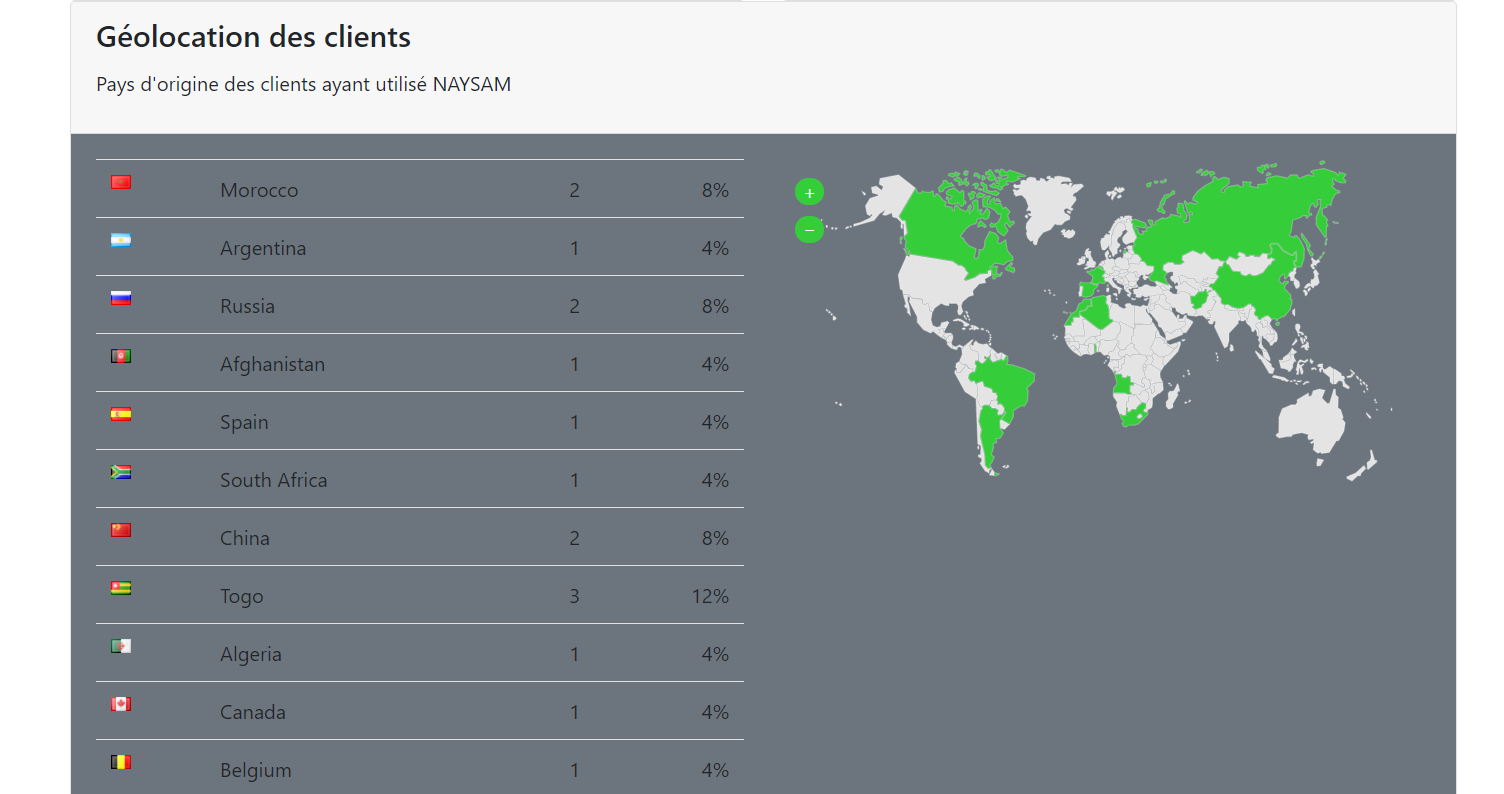 Géolocation des clients
Pays d'origine des clients ayant utilisé NAYSAM
Morocco 2 8%
Argentina 1 4%
Russia 2 8%
Afghanistan 1 4%
Spain 1 4%
South Africa 1 4%
China 2 8%
Togo 3 12%
Algeria 1 4%
Canada 1 4%
Belgium 1 4%
+
−